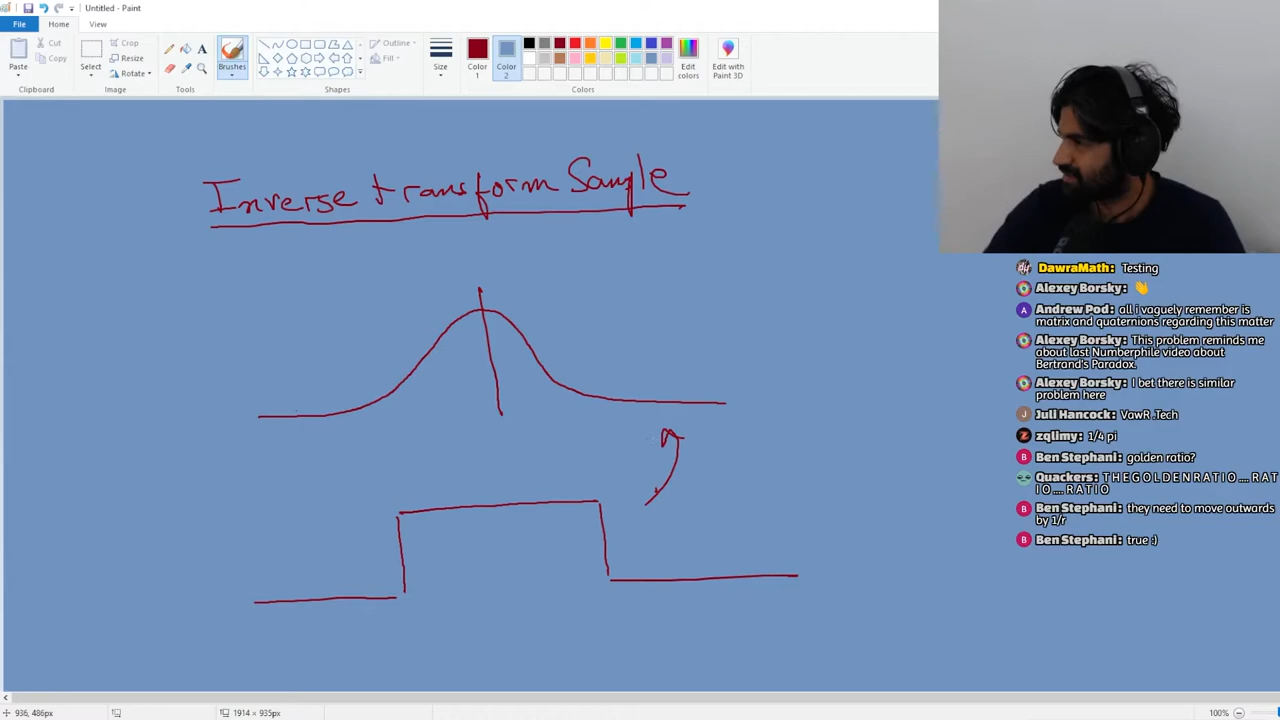 Untitled - Paint
File
Home
View
Paste
Cut
Copy
Clipboard
Select
Crop
Resize
Rotate
Image
Tools
Brushes
Outline
Fill
Shapes
Size
Color
1
Color
2
Edit
colors
Colors
Edit with
Paint 3D
Inverse transform Sample
DawraMath: Testing
Alexey Borsky: 👋
Andrew Pod: all i vaguely remember is
matrix and quaternions regarding this matter
Alexey Borsky: This problem reminds me
about last Numberphile video about
Bertrand's Paradox.
Alexey Borsky: I bet there is similar
problem here
Juli Hancock: VawR .Tech
zqlimy: 1/4 pi
Ben Stephani: golden ratio?
Quackers: T H E G O L D E N R A T I O .... R A T
I O .... R A T I O
Ben Stephani: they need to move outwards
by 1/r
Ben Stephani: true :)
936, 486px
1914 × 935px
100%